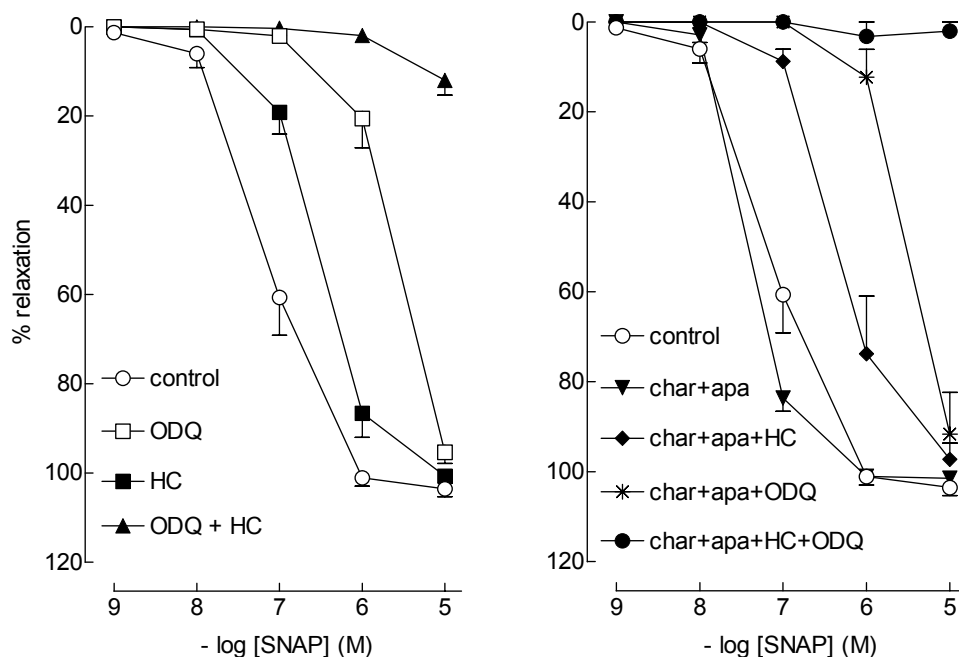 0
20
40
60
80
100
120
% relaxation
control
ODQ
HC
ODQ + HC
9 8 7 6 5
- log [SNAP] (M)
0
20
40
60
80
100
120
control
char+apa
char+apa+HC
char+apa+ODQ
char+apa+HC+ODQ
9 8 7 6 5
- log [SNAP] (M)